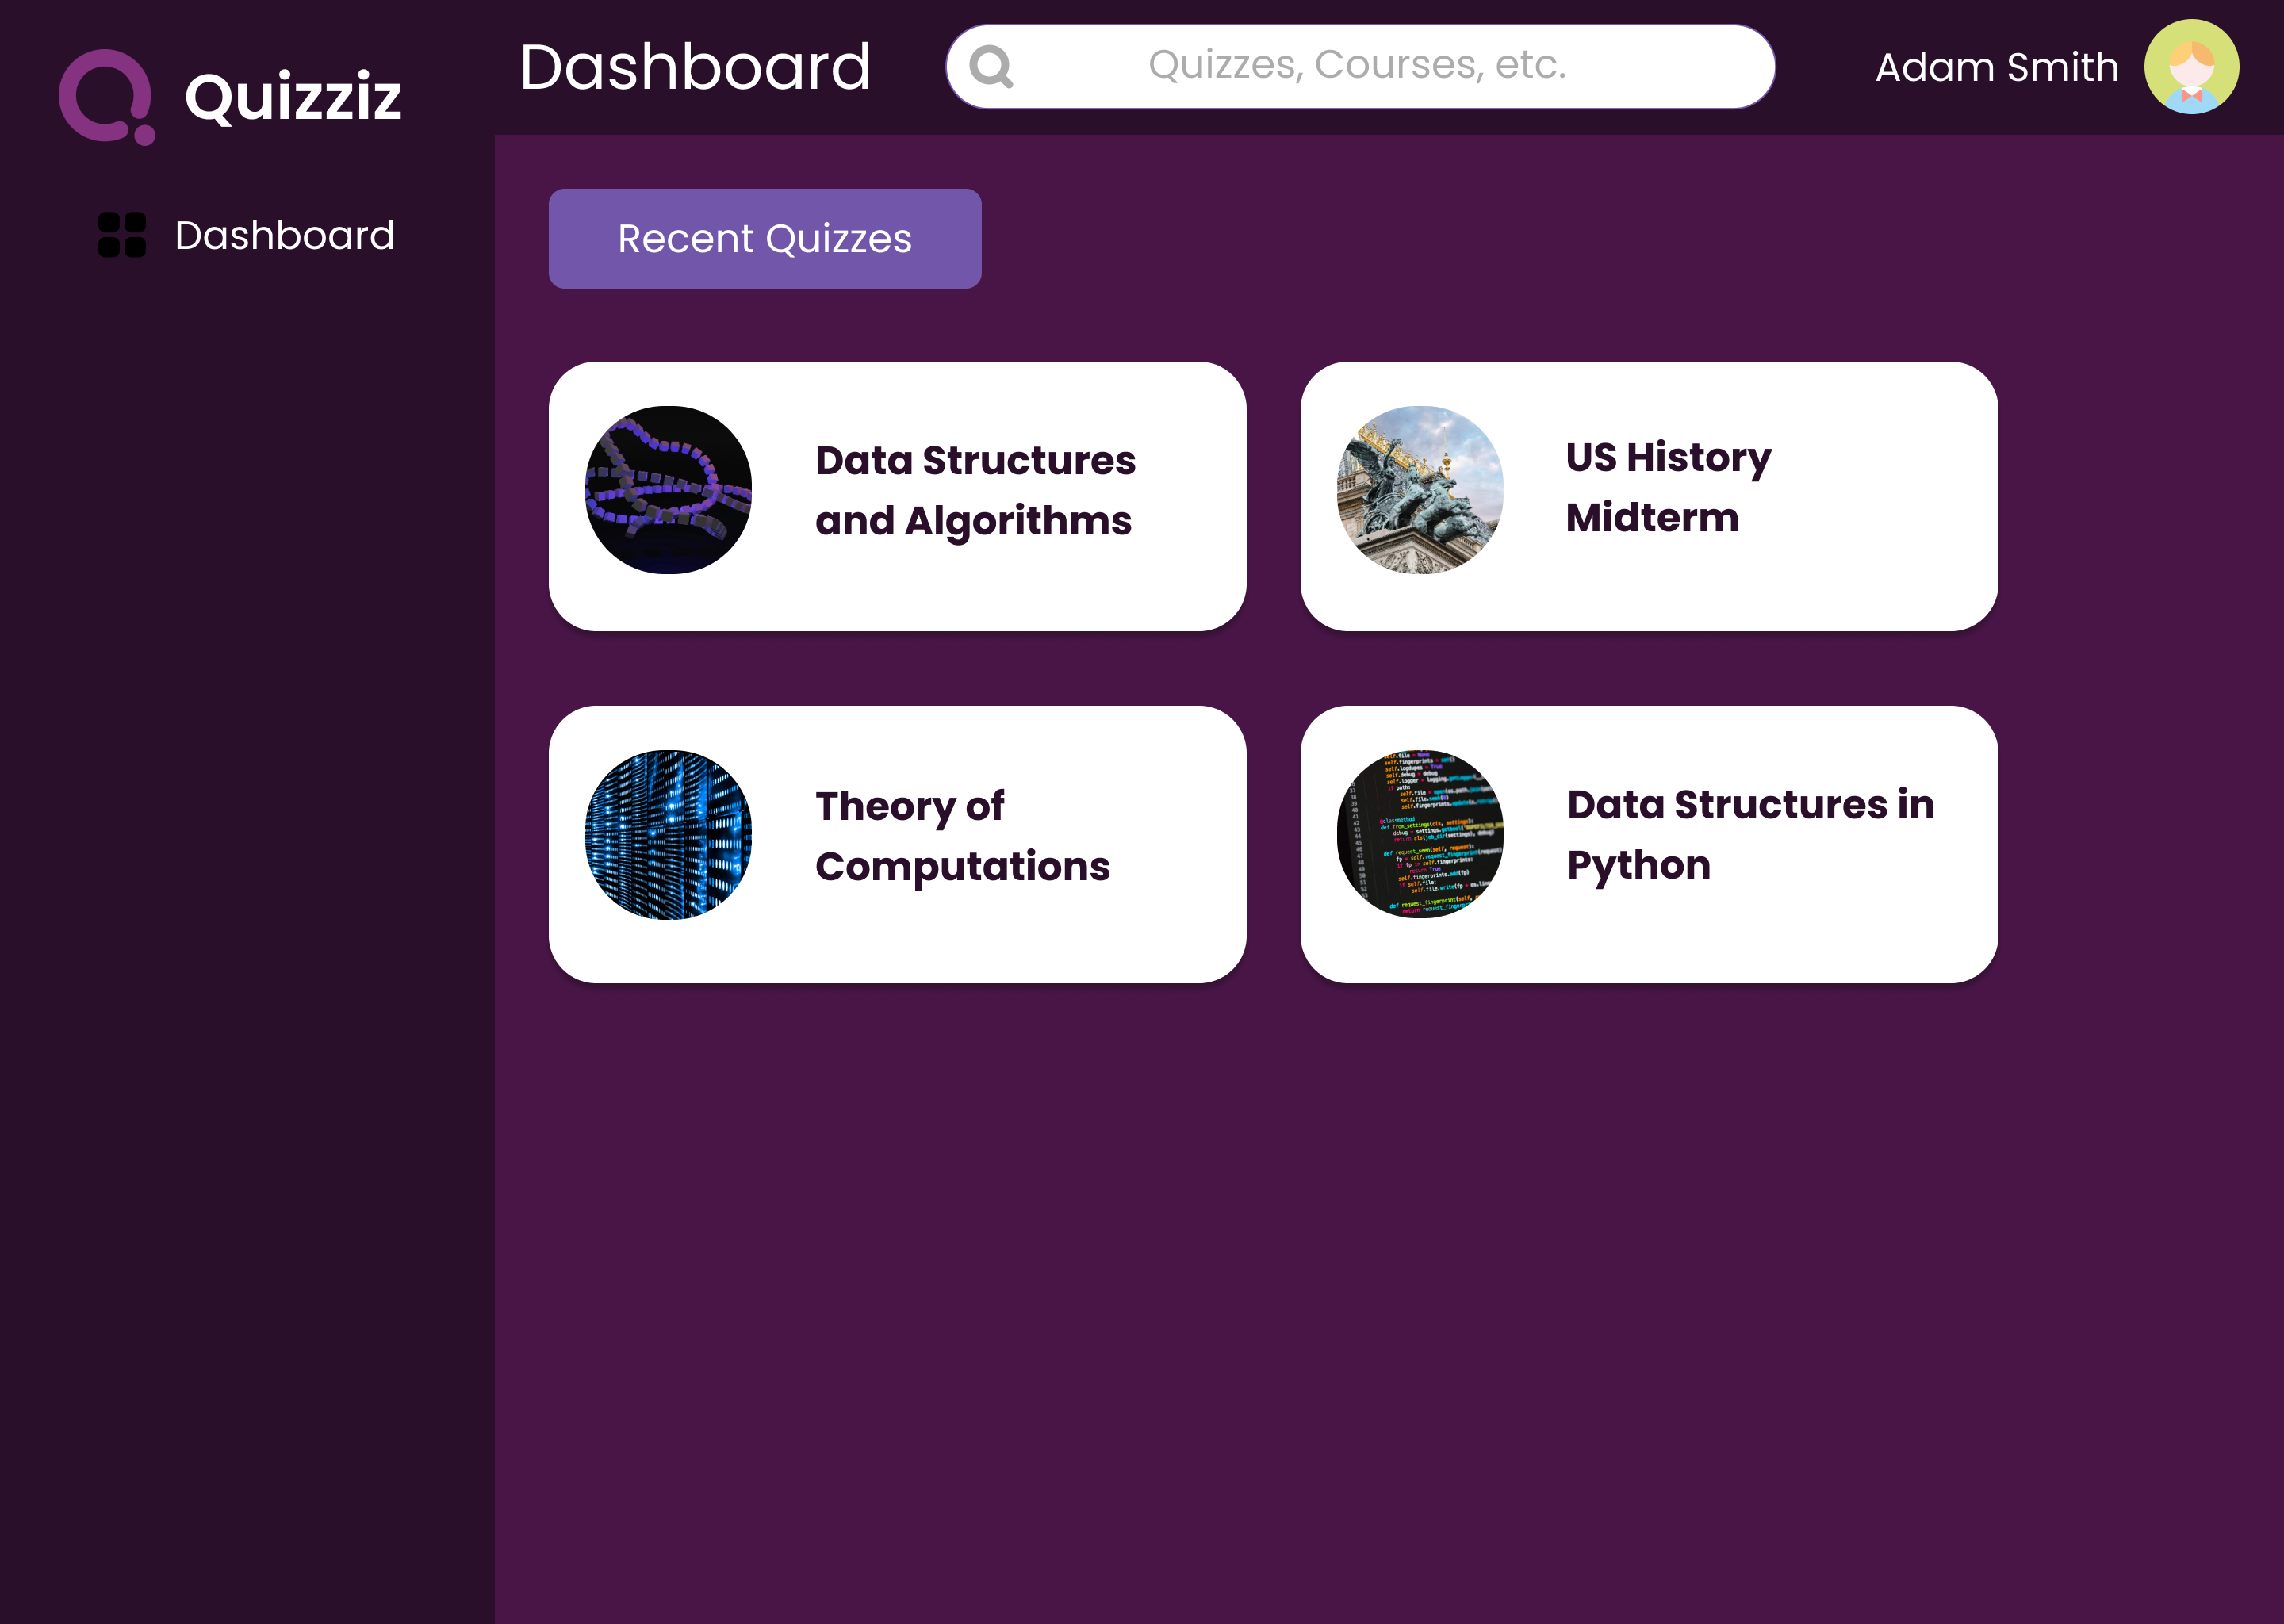 Quizziz
Dashboard
Dashboard
Quizzes, Courses, etc.
Adam Smith
Recent Quizzes
Data Structures
and Algorithms
US History
Midterm
Theory of
Computations
Data Structures in
Python